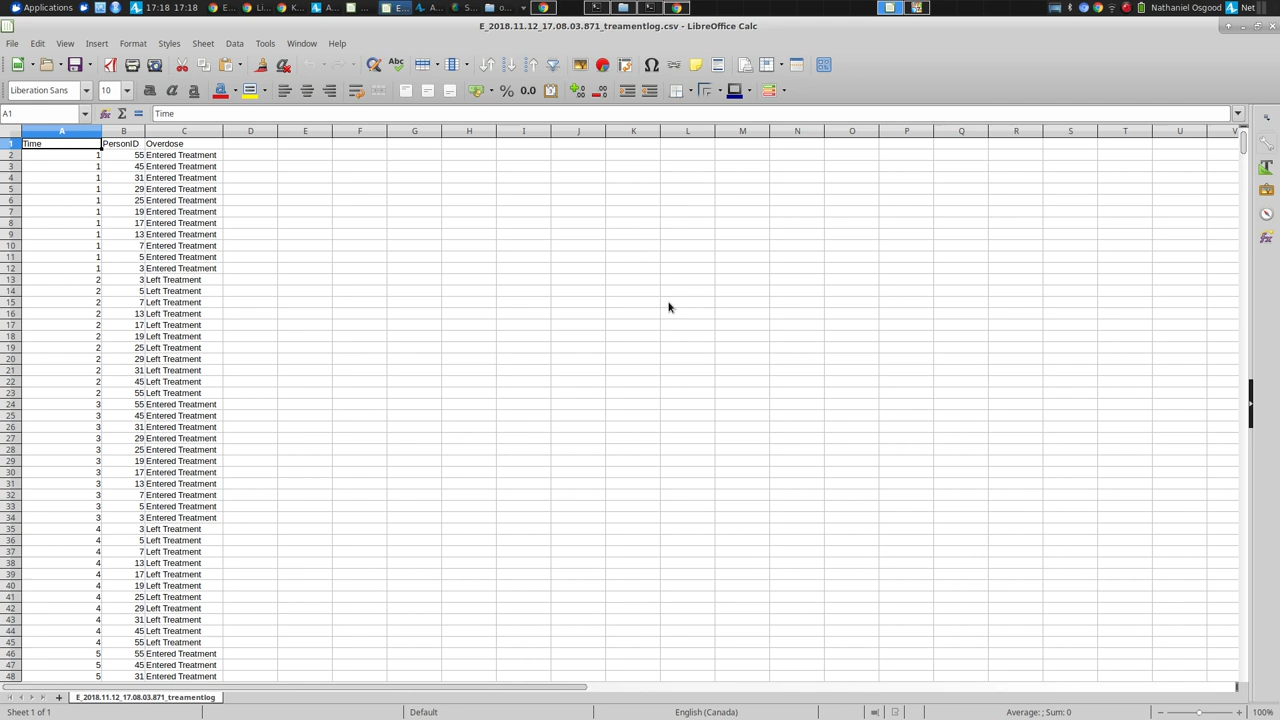 Applications
17:18 17:18
E...
Li...
K...
A...
...
E...
A...
S...
o...
Nathaniel Osgood
Net
E_2018.11.12_17.08.03.871_treamentlog.csv - LibreOffice Calc
File Edit View Insert Format Styles Sheet Data Tools Window Help
Liberation Sans 10
A1 Time
A B C D E F G H I J K L M N O P Q R S T U V
1 Time PersonID Overdose
2 1 55 Entered Treatment
3 1 45 Entered Treatment
4 1 31 Entered Treatment
5 1 29 Entered Treatment
6 1 25 Entered Treatment
7 1 19 Entered Treatment
8 1 17 Entered Treatment
9 1 13 Entered Treatment
10 1 7 Entered Treatment
11 1 5 Entered Treatment
12 1 3 Entered Treatment
13 2 3 Left Treatment
14 2 5 Left Treatment
15 2 7 Left Treatment
16 2 13 Left Treatment
17 2 17 Left Treatment
18 2 19 Left Treatment
19 2 25 Left Treatment
20 2 29 Left Treatment
21 2 31 Left Treatment
22 2 45 Left Treatment
23 2 55 Left Treatment
24 3 55 Entered Treatment
25 3 45 Entered Treatment
26 3 31 Entered Treatment
27 3 29 Entered Treatment
28 3 25 Entered Treatment
29 3 19 Entered Treatment
30 3 17 Entered Treatment
31 3 13 Entered Treatment
32 3 7 Entered Treatment
33 3 5 Entered Treatment
34 3 3 Entered Treatment
35 4 3 Left Treatment
36 4 5 Left Treatment
37 4 7 Left Treatment
38 4 13 Left Treatment
39 4 17 Left Treatment
40 4 19 Left Treatment
41 4 25 Left Treatment
42 4 29 Left Treatment
43 4 31 Left Treatment
44 4 45 Left Treatment
45 4 55 Left Treatment
46 5 55 Entered Treatment
47 5 45 Entered Treatment
48 5 31 Entered Treatment
E_2018.11.12_17.08.03.871_treamentlog
Sheet 1 of 1 Default English (Canada) Average: ; Sum: 0 100%